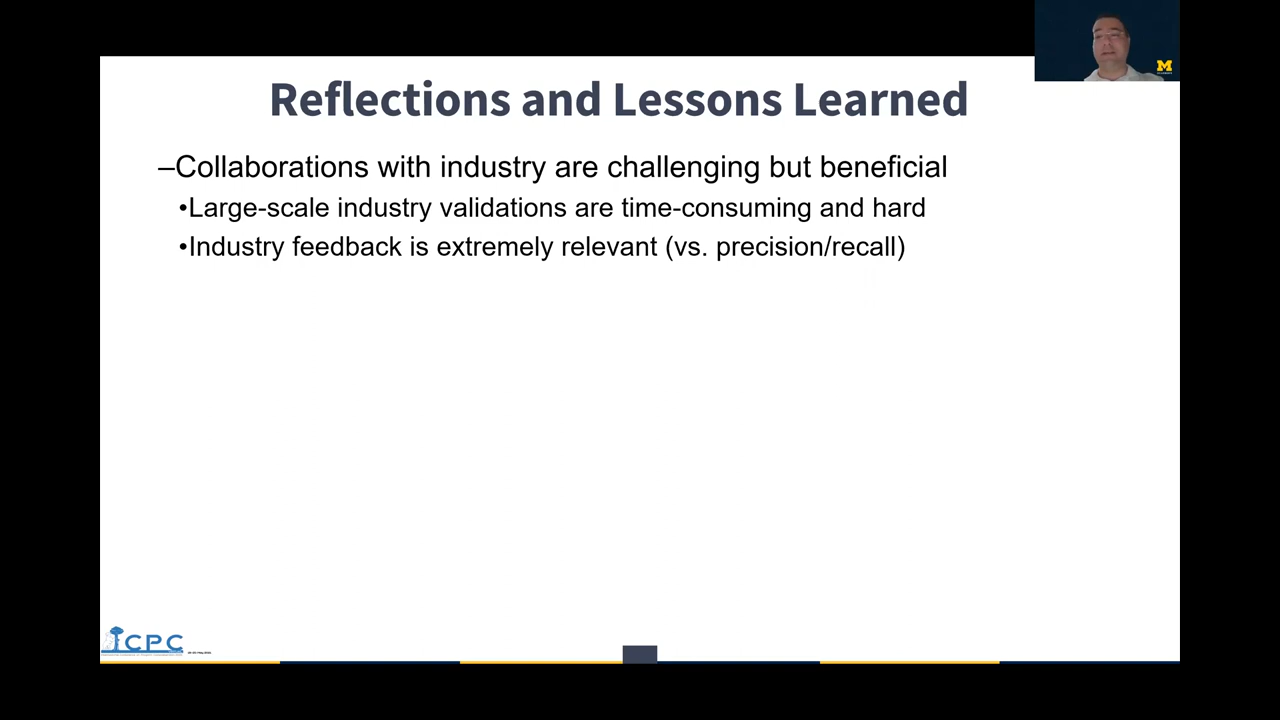 Reflections and Lessons Learned
–Collaborations with industry are challenging but beneficial
•Large-scale industry validations are time-consuming and hard
•Industry feedback is extremely relevant (vs. precision/recall)
M
ICPC